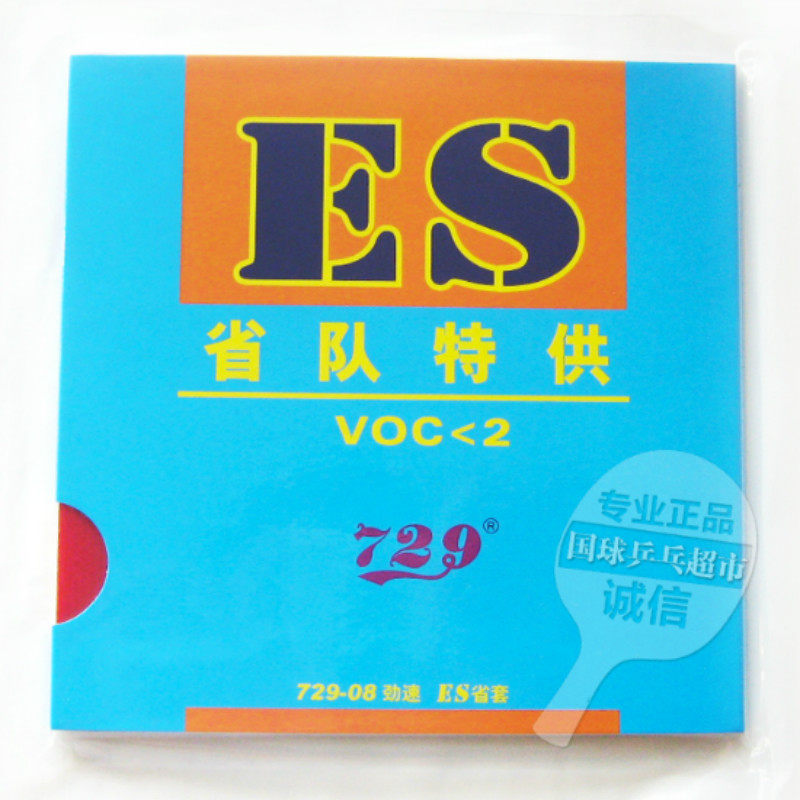 ES
省队特供
VOC<2
729®
专业正品
国球乒乓超市
诚信
729-08 劲速 ES省套